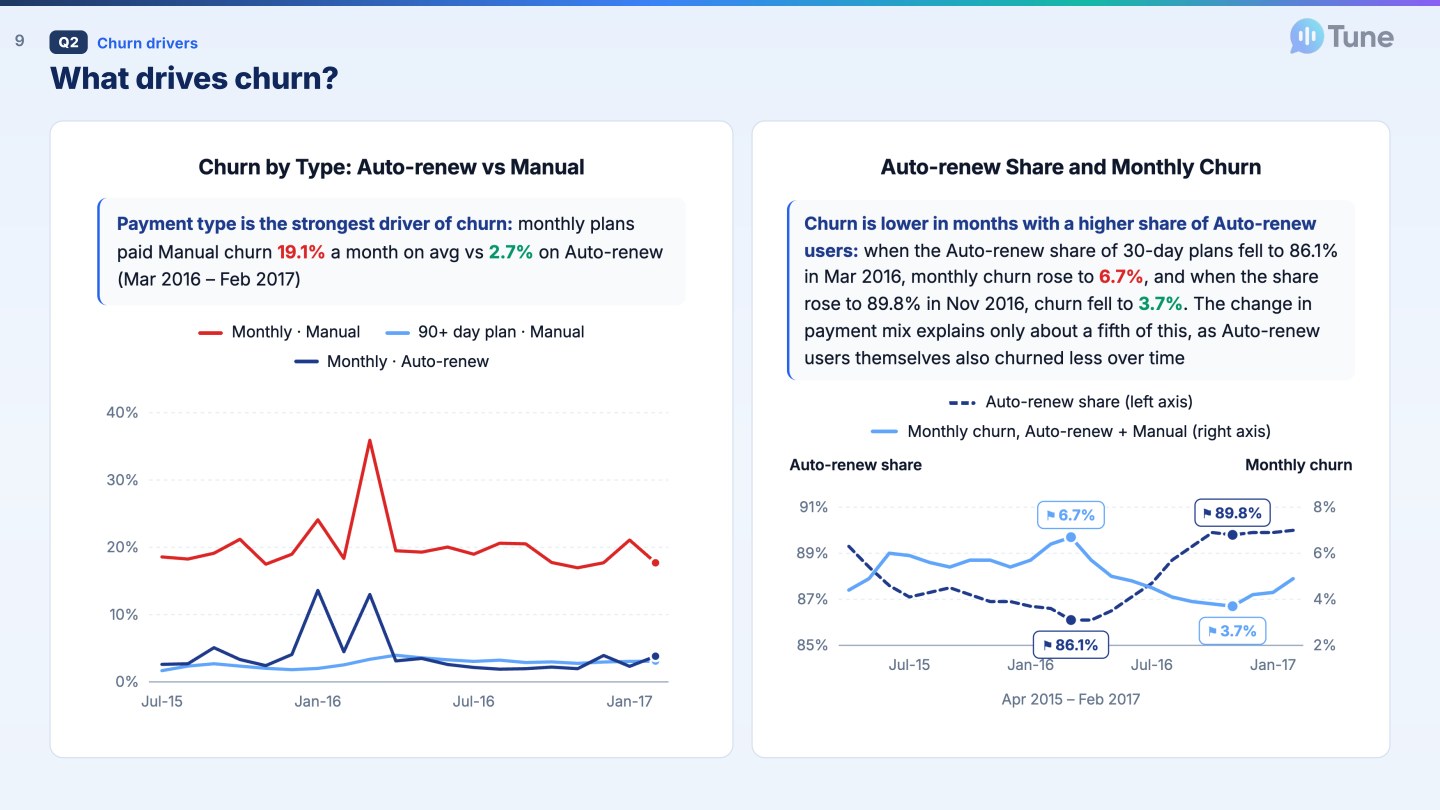 9
Q2 Churn drivers
Tune
What drives churn?
Churn by Type: Auto-renew vs Manual
Payment type is the strongest driver of churn: monthly plans
paid Manual churn 19.1% a month on avg vs 2.7% on Auto-renew
(Mar 2016 – Feb 2017)
Monthly · Manual
90+ day plan · Manual
Monthly · Auto-renew
40%
30%
20%
10%
0%
Jul-15
Jan-16
Jul-16
Jan-17
Auto-renew Share and Monthly Churn
Churn is lower in months with a higher share of Auto-renew
users: when the Auto-renew share of 30-day plans fell to 86.1%
in Mar 2016, monthly churn rose to 6.7%, and when the share
rose to 89.8% in Nov 2016, churn fell to 3.7%. The change in
payment mix explains only about a fifth of this, as Auto-renew
users themselves also churned less over time
Auto-renew share (left axis)
Monthly churn, Auto-renew + Manual (right axis)
Auto-renew share
Monthly churn
91%
89%
87%
85%
6.7%
89.8%
86.1%
3.7%
8%
6%
4%
2%
Jul-15
Jan-16
Jul-16
Jan-17
Apr 2015 – Feb 2017